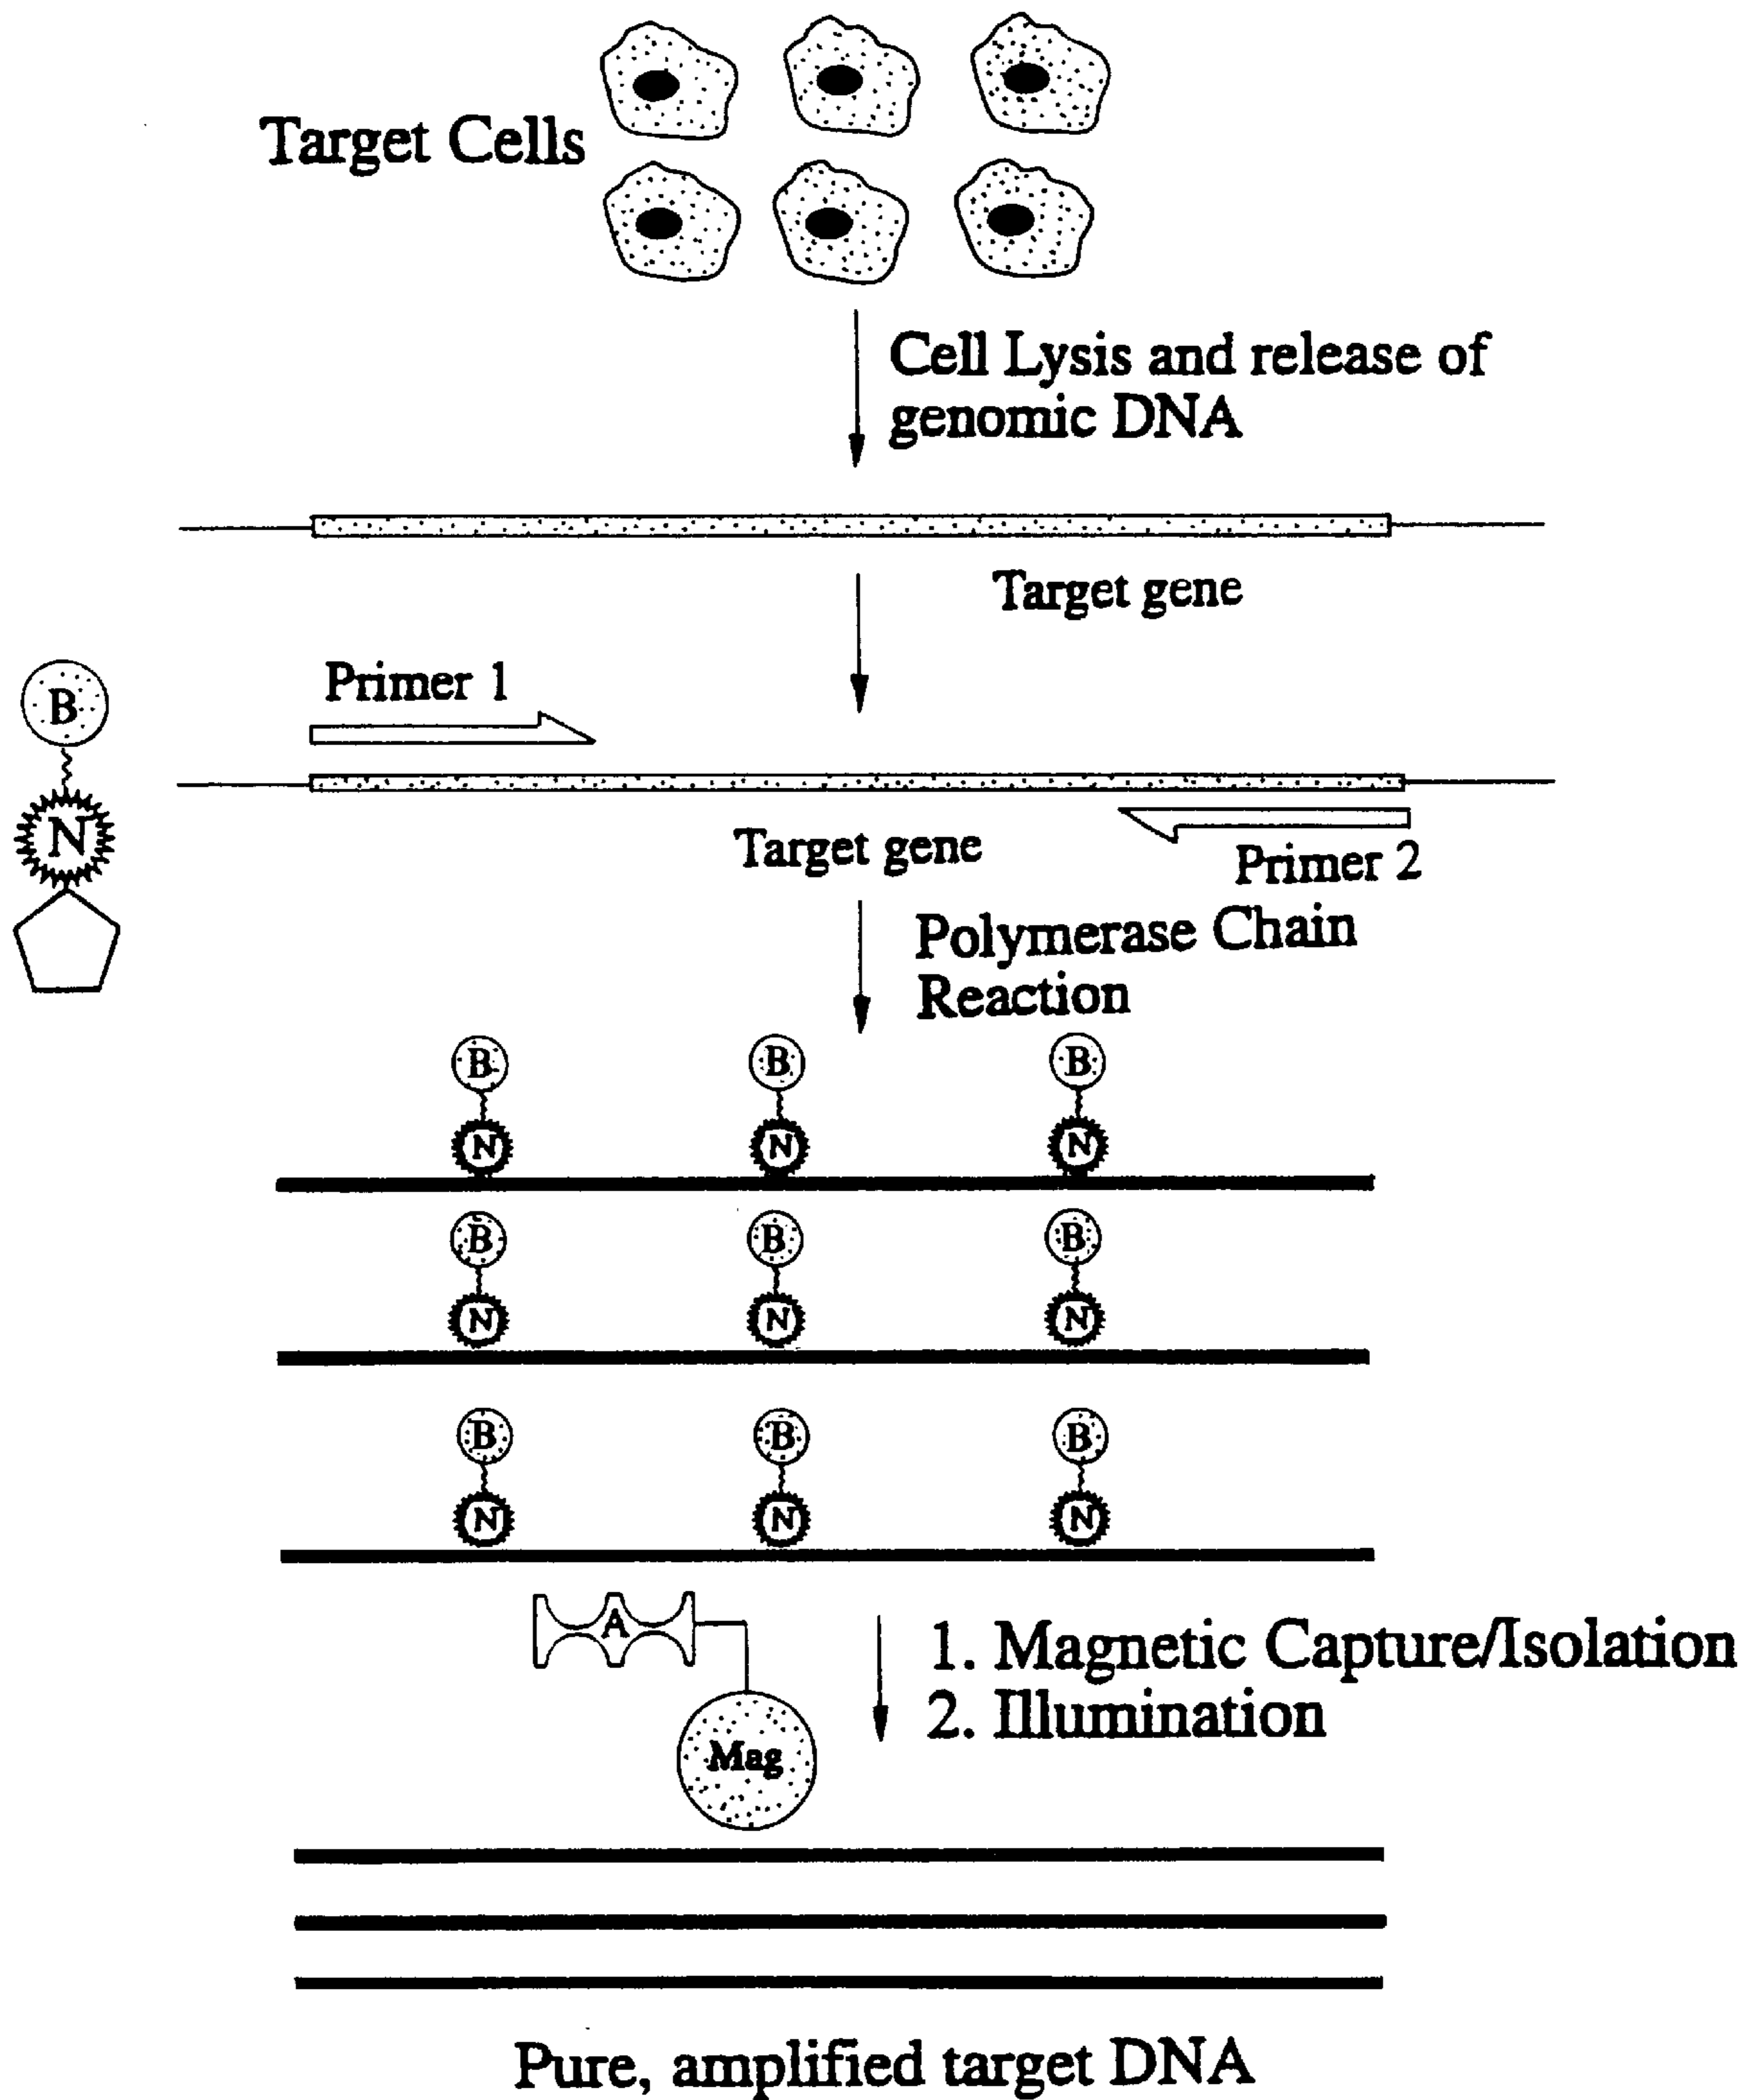 Target Cells
Cell Lysis and release of
genomic DNA
Target gene
Primer 1
B
N
Target gene
Primer 2
Polymerase Chain
Reaction
B B B
N N N
B B B
N N N
B B B
N N N
A
1. Magnetic Capture/Isolation
2. Illumination
Mag
Pure, amplified target DNA